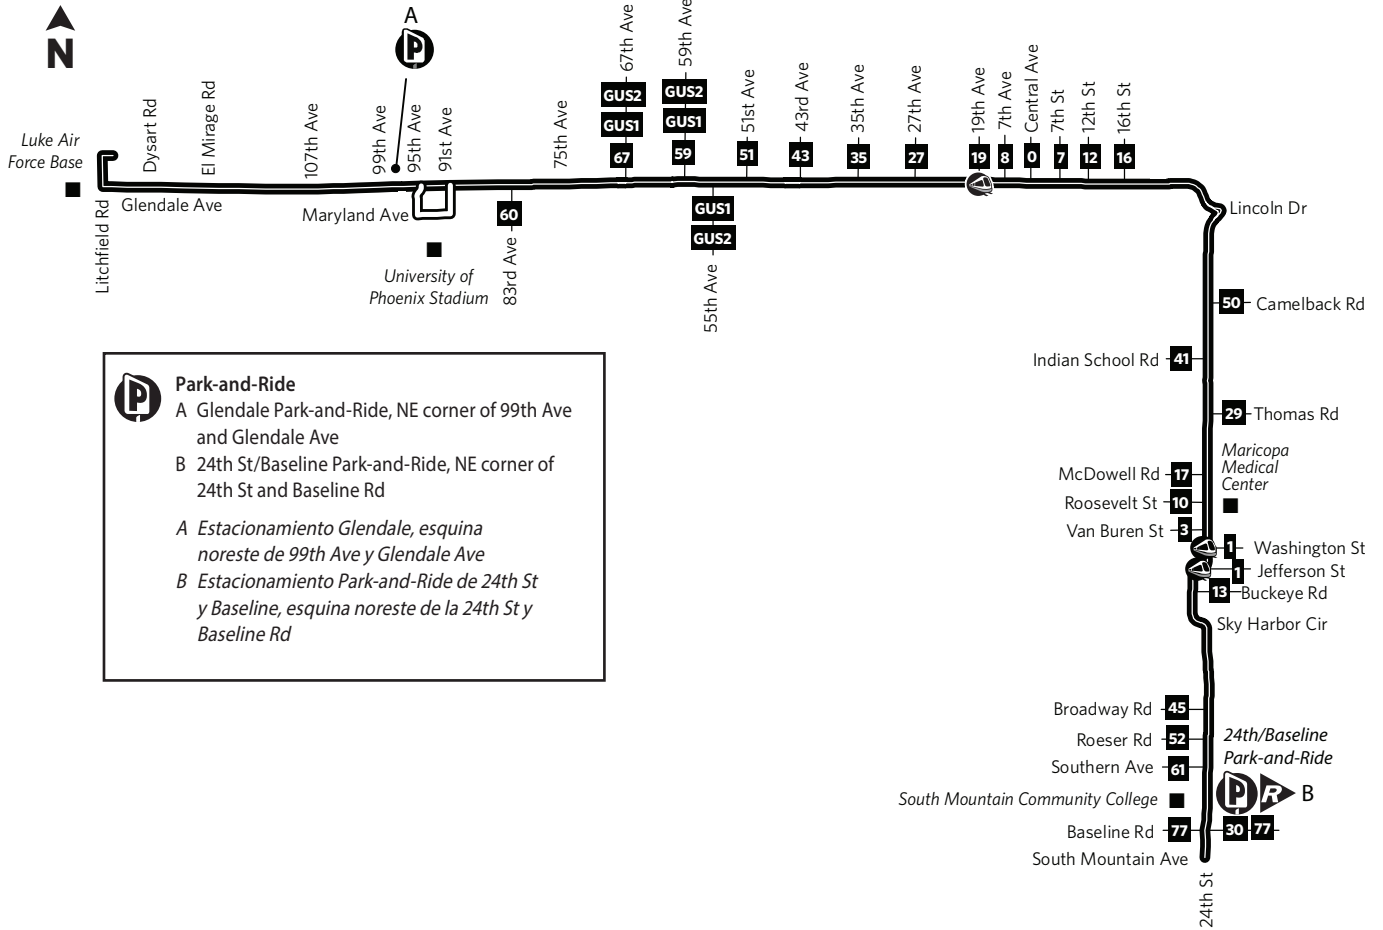 N
A
P
Luke Air
Force Base
Litchfield Rd
Dysart Rd
El Mirage Rd
Glendale Ave
107th Ave
99th Ave
95th Ave
91st Ave
Maryland Ave
University of
Phoenix Stadium
60
83rd Ave
75th Ave
67th Ave
GUS2
GUS1
67
59th Ave
GUS2
GUS1
59
GUS1
GUS2
55th Ave
51st Ave
51
43rd Ave
43
35th Ave
35
27th Ave
27
19th Ave
19
7th Ave
8
Central Ave
0
7th St
7
12th St
12
16th St
16
Lincoln Dr
50 Camelback Rd
Indian School Rd 41
29 Thomas Rd
Maricopa
Medical
Center
McDowell Rd 17
Roosevelt St 10
Van Buren St 3
1 Washington St
1 Jefferson St
13 Buckeye Rd
Sky Harbor Cir
Broadway Rd 45
Roeser Rd 52
Southern Ave 61
24th/Baseline
Park-and-Ride
P R B
South Mountain Community College
Baseline Rd 77 30 77
South Mountain Ave
24th St
P
Park-and-Ride
A Glendale Park-and-Ride, NE corner of 99th Ave
and Glendale Ave
B 24th St/Baseline Park-and-Ride, NE corner of
24th St and Baseline Rd
A Estacionamiento Glendale, esquina
noreste de 99th Ave y Glendale Ave
B Estacionamiento Park-and-Ride de 24th St
y Baseline, esquina noreste de la 24th St y
Baseline Rd